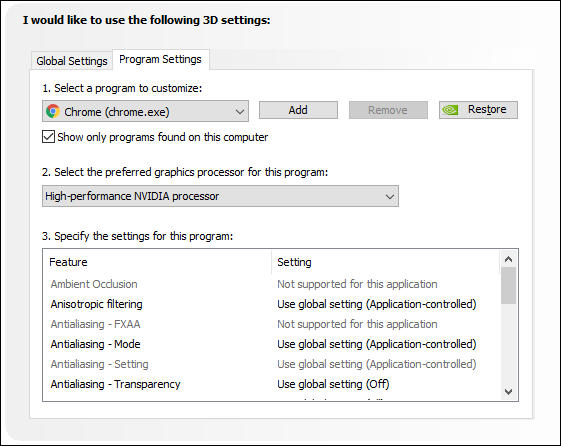 I would like to use the following 3D settings:
Global Settings Program Settings
1. Select a program to customize:
Chrome (chrome.exe) Add Remove Restore
Show only programs found on this computer
2. Select the preferred graphics processor for this program:
High-performance NVIDIA processor
3. Specify the settings for this program:
Feature Setting
Ambient Occlusion Not supported for this application
Anisotropic filtering Use global setting (Application-controlled)
Antialiasing - FXAA Not supported for this application
Antialiasing - Mode Use global setting (Application-controlled)
Antialiasing - Setting Use global setting (Application-controlled)
Antialiasing - Transparency Use global setting (Off)